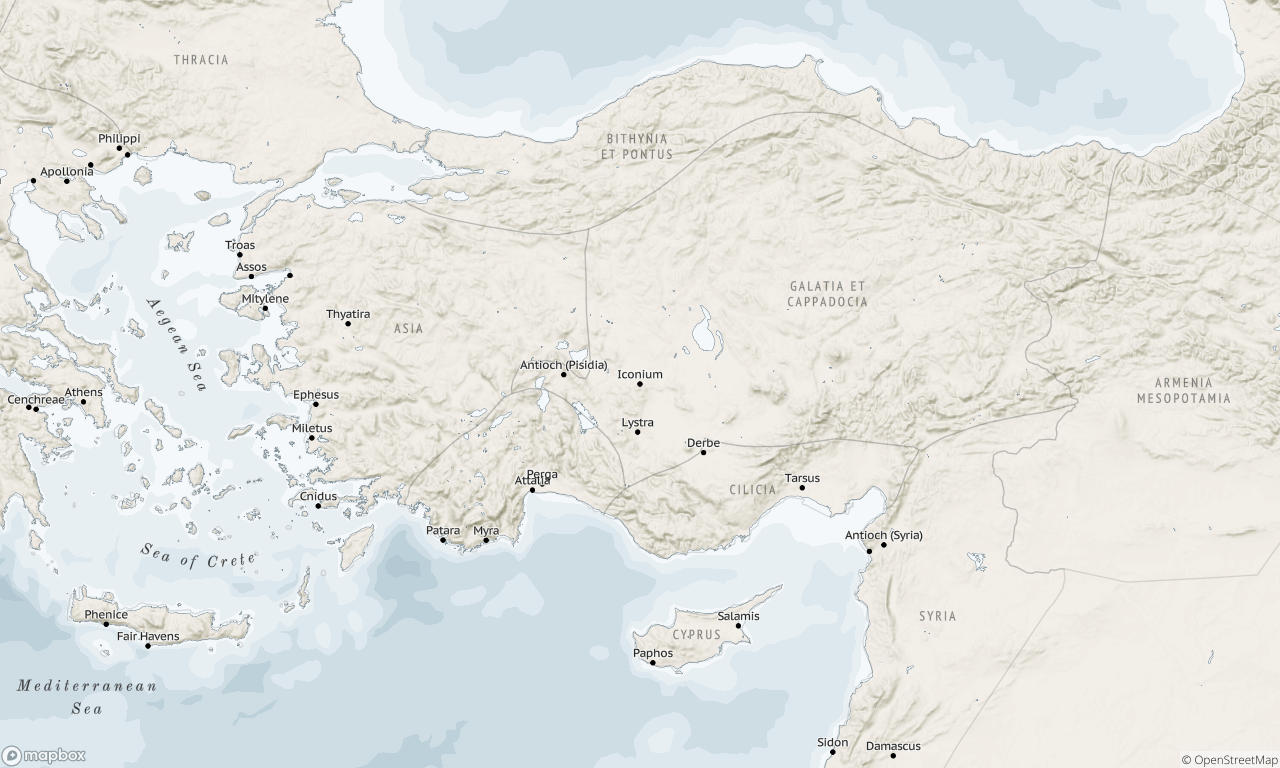 THRACIA
Philippi
BITHYNIA
ET PONTUS
Apollonia
Troas
Assos
Mitylene
GALATIA ET
CAPPADOCIA
Aegean Sea
Thyatira
ASIA
Antioch (Pisidia)
Iconium
ARMENIA
MESOPOTAMIA
Athens
Cenchreae
Ephesus
Lystra
Miletus
Derbe
Perga
Attalia
Tarsus
CILICIA
Cnidus
Patara
Myra
Antioch (Syria)
Sea of Crete
Phenice
Salamis
SYRIA
Fair Havens
CYPRUS
Paphos
Mediterranean
Sea
Sidon
Damascus
mapbox
© OpenStreetMap